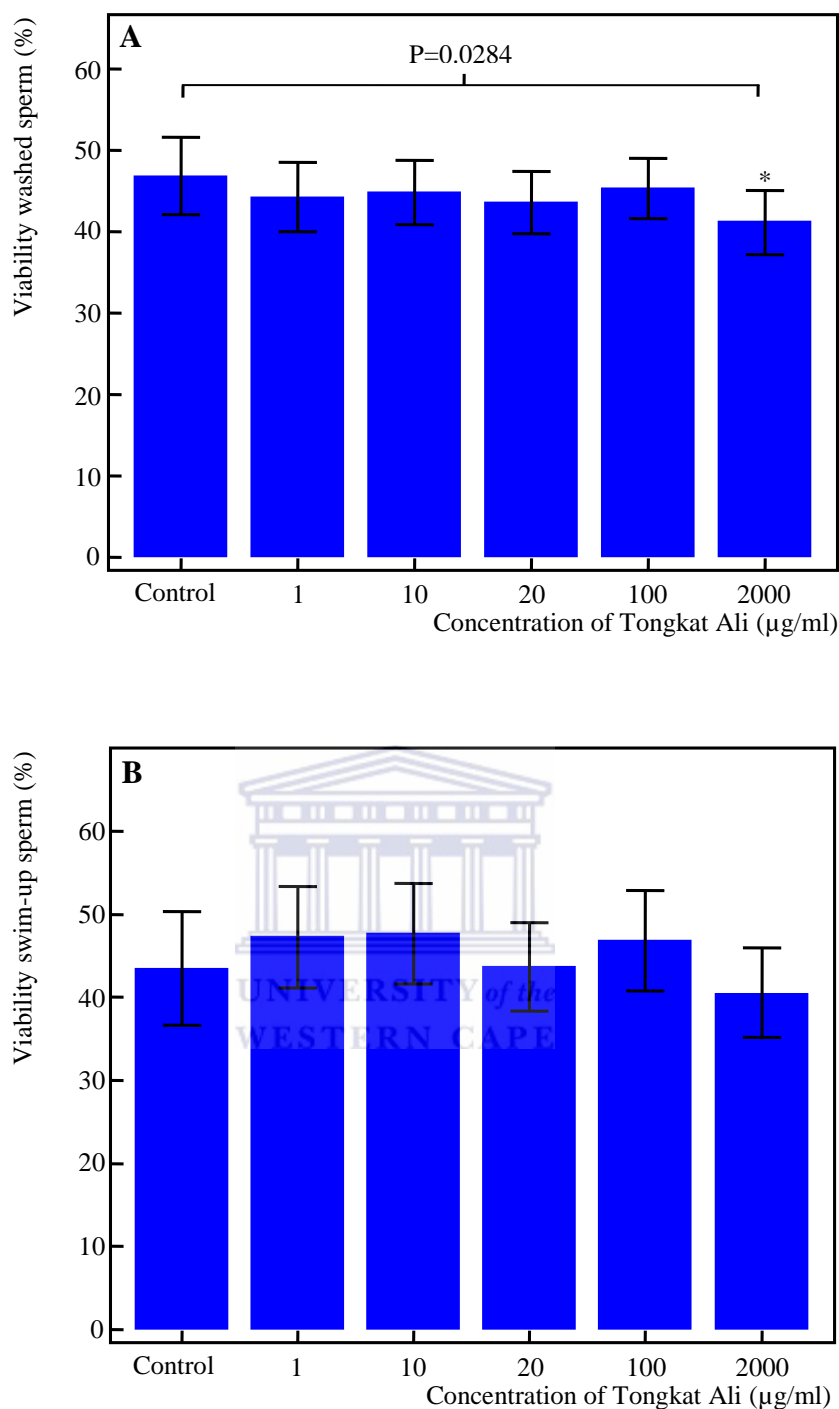 A
P=0.0284
Viability washed sperm (%)
60
50
*
40
30
20
10
0
Control 1 10 20 100 2000
Concentration of Tongkat Ali (µg/ml)
B
Viability swim-up sperm (%)
60
50
40
30
20
10
0
UNIVERSITY of the
WESTERN CAPE
Control 1 10 20 100 2000
Concentration of Tongkat Ali (µg/ml)